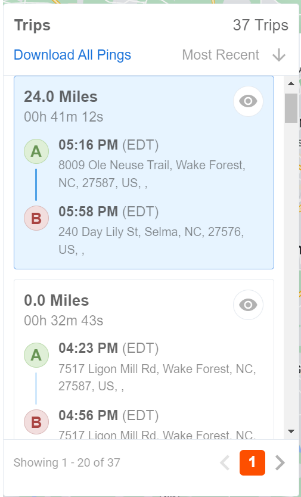 Trips 37 Trips
Download All Pings Most Recent
24.0 Miles
00h 41m 12s
A 05:16 PM (EDT)
8009 Ole Neuse Trail, Wake Forest,
NC, 27587, US, ,
B 05:58 PM (EDT)
240 Day Lily St, Selma, NC, 27576,
US, ,
0.0 Miles
00h 32m 43s
A 04:23 PM (EDT)
7517 Ligon Mill Rd, Wake Forest, NC,
27587, US, ,
B 04:56 PM (EDT)
7517 Ligon Mill Rd, Wake Forest, NC,
Showing 1 - 20 of 37 1